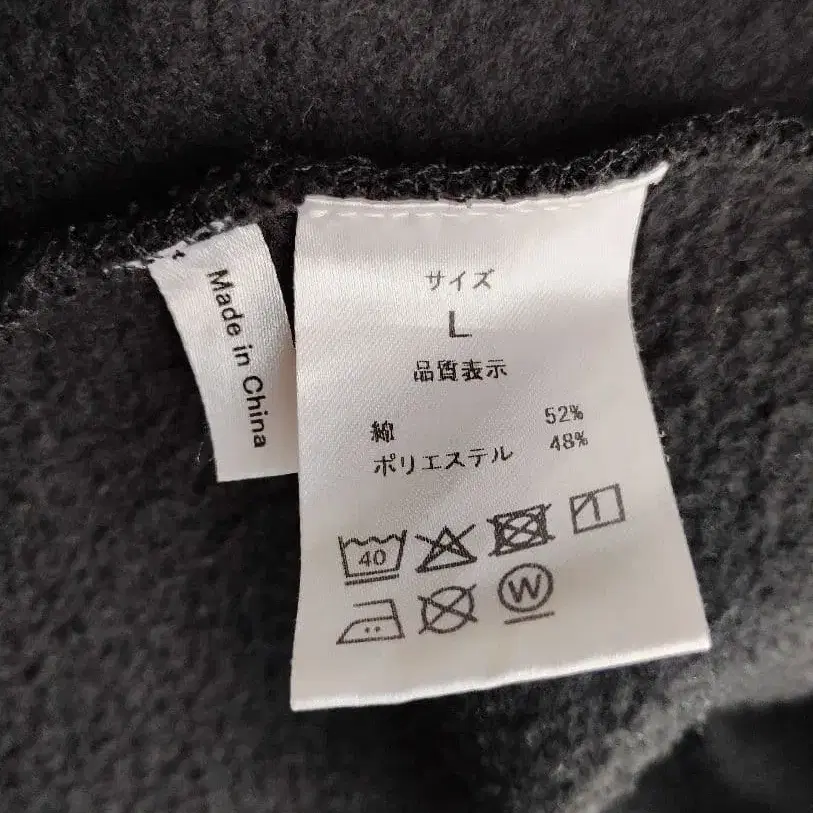 Made in China
サイズ
L
品質表示
綿 52%
ポリエステル 48%
40
W